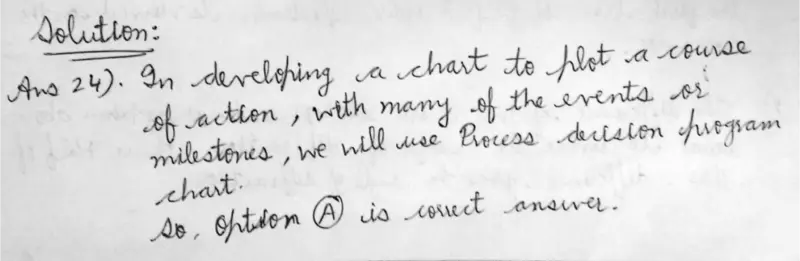 Solution:
Ans 24). In developing a chart to plot a course
of action, with many of the events or
milestones, we will use Process decision program
chart.
So, option Ⓐ is correct answer.